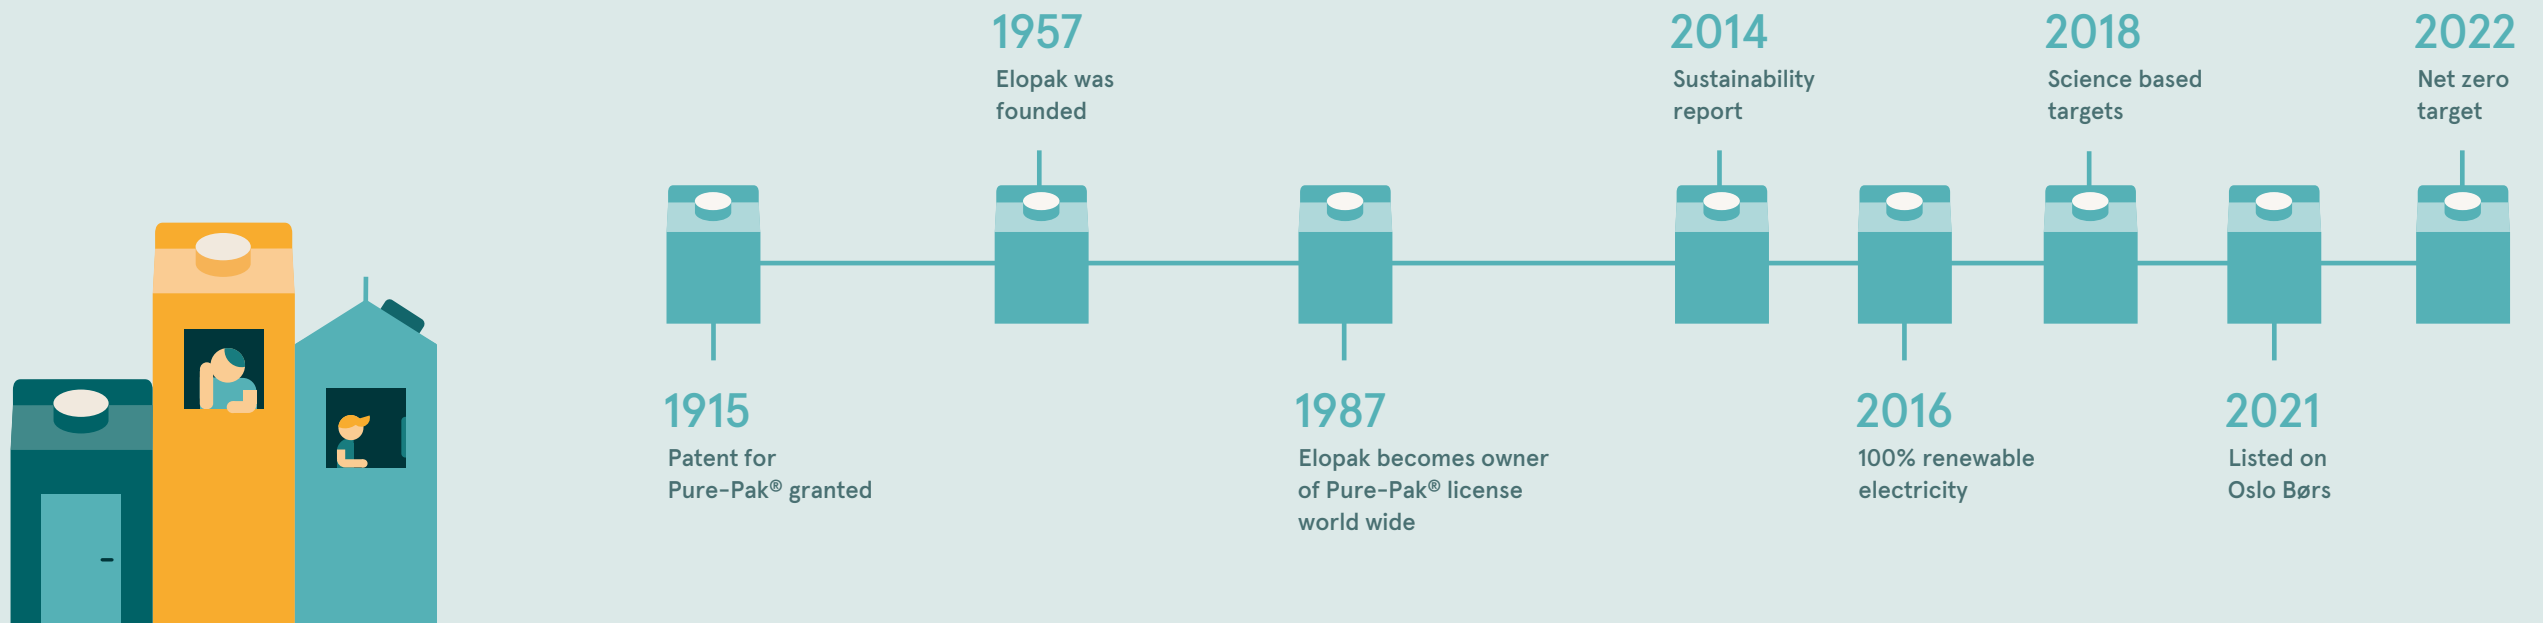 1957
Elopak was
founded
2014
Sustainability
report
2018
Science based
targets
2022
Net zero
target
1915
Patent for
Pure-Pak® granted
1987
Elopak becomes owner
of Pure-Pak® license
world wide
2016
100% renewable
electricity
2021
Listed on
Oslo Børs